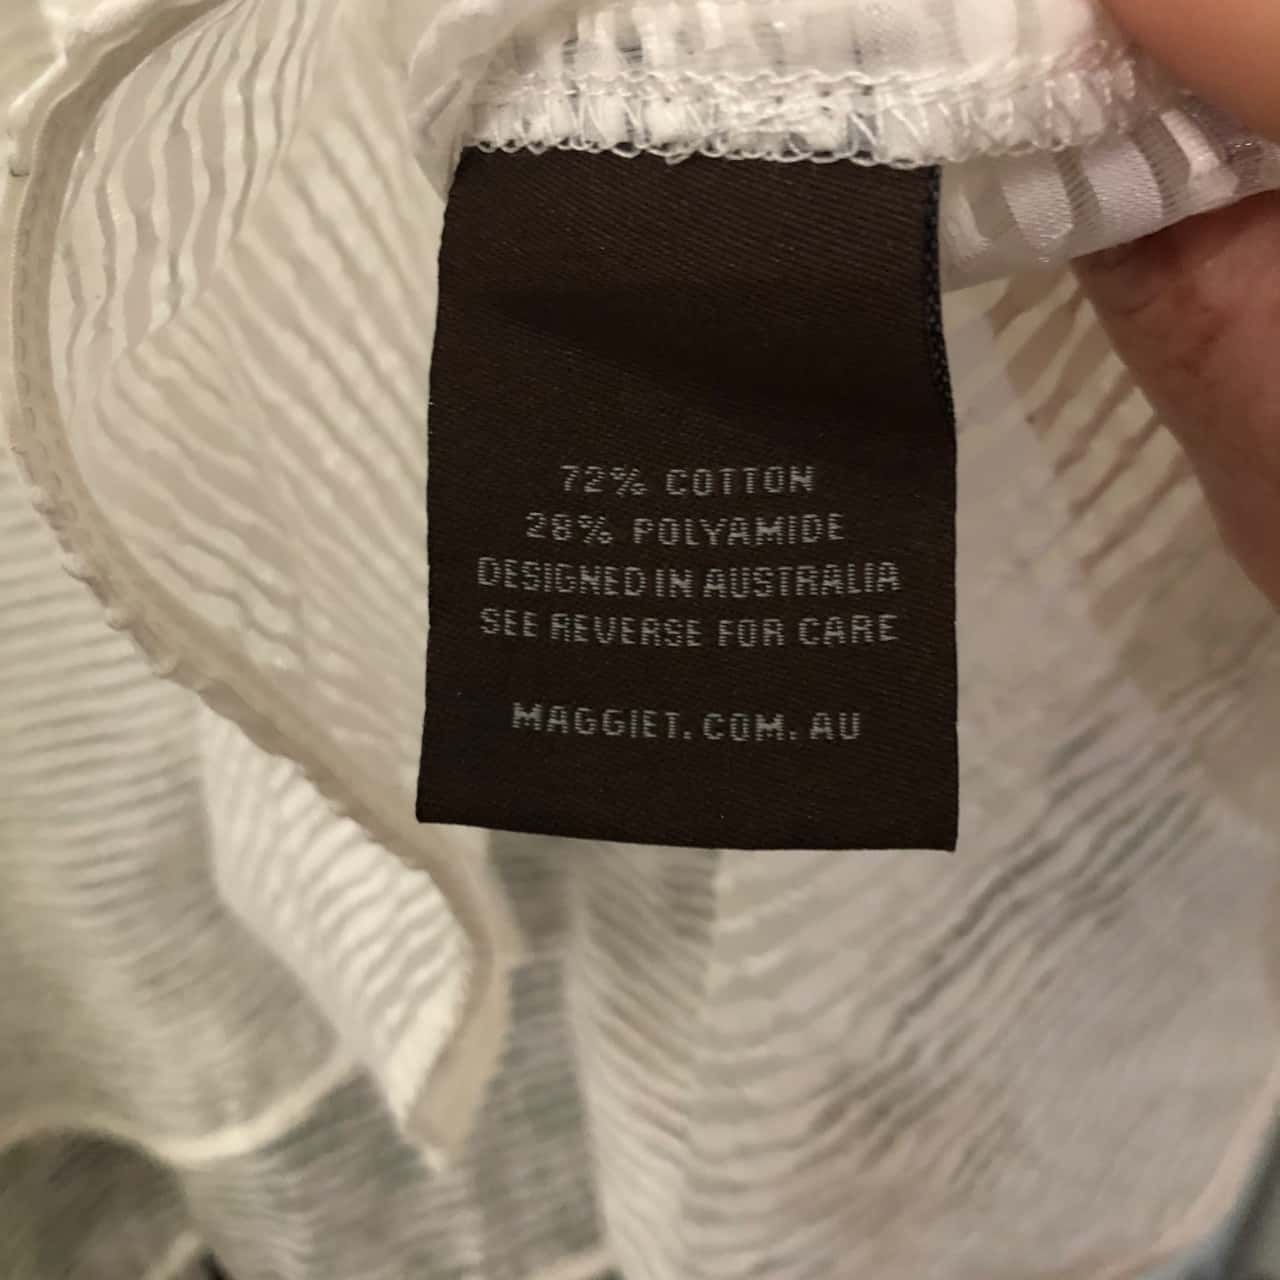 72% COTTON
28% POLYAMIDE
DESIGNED IN AUSTRALIA
SEE REVERSE FOR CARE
MAGGIET.COM.AU